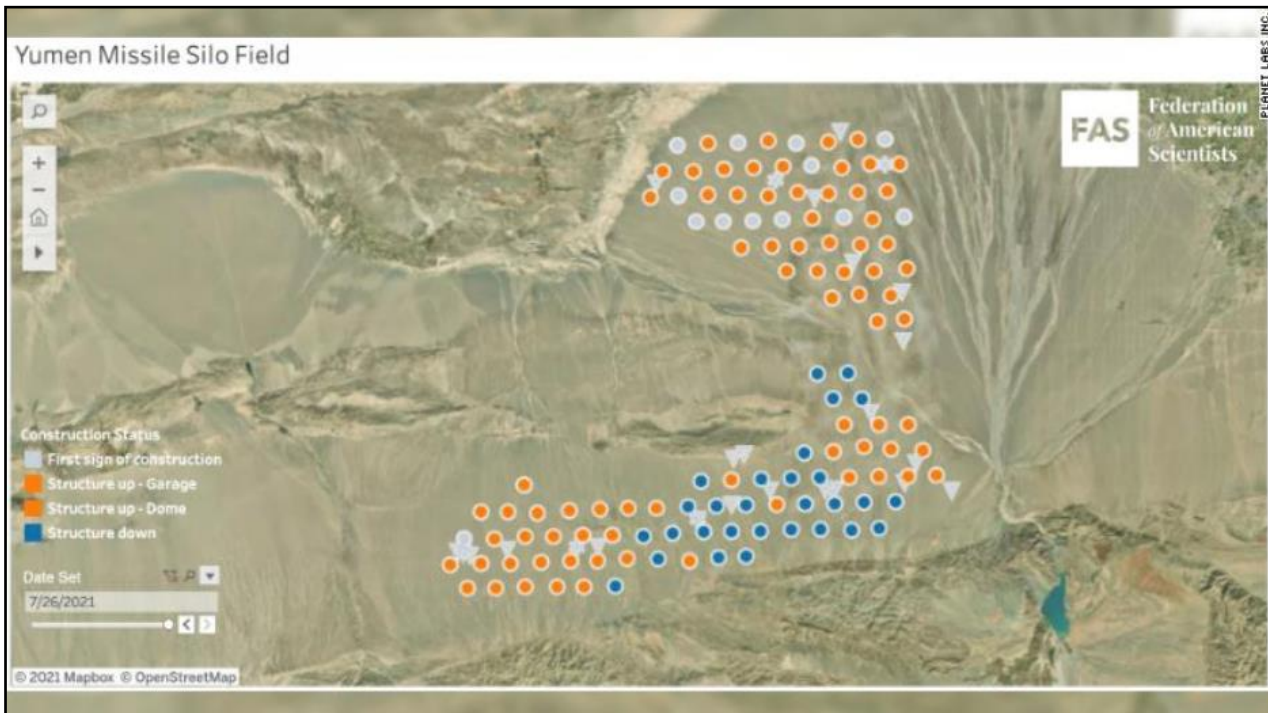 PLANET LABS INC.
Yumen Missile Silo Field
FAS
Federation
of American
Scientists
Construction Status
First sign of construction
Structure up - Garage
Structure up - Dome
Structure down
Date Set
7/26/2021
© 2021 Mapbox © OpenStreetMap